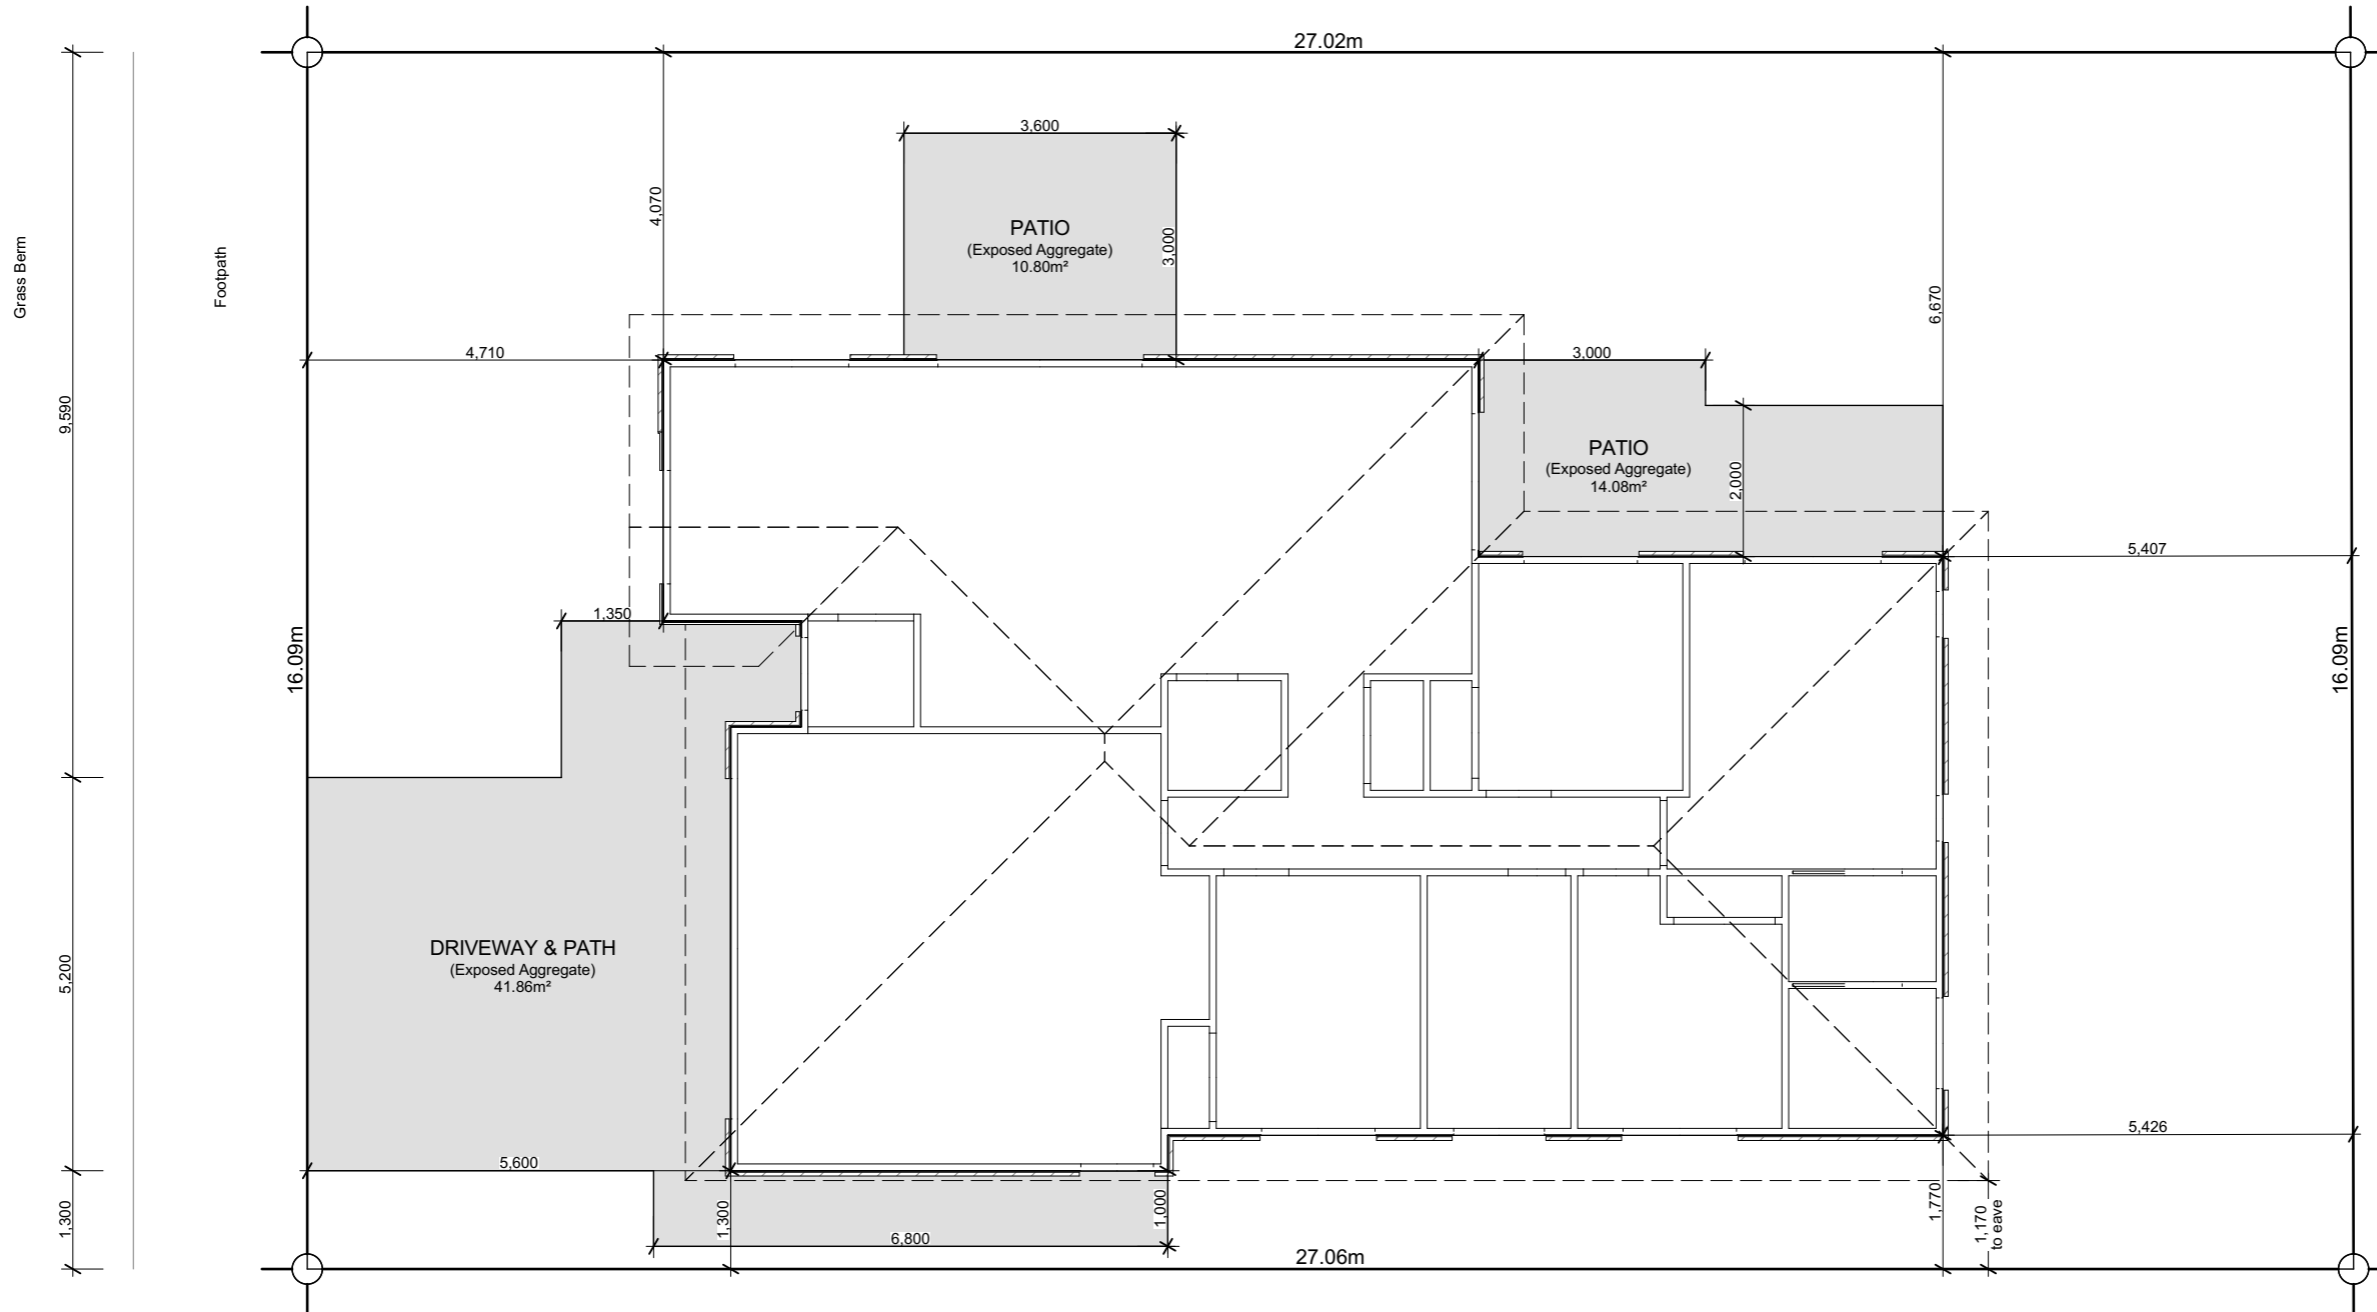 27.02m
3,600
4,070
PATIO
(Exposed Aggregate)
10.80m²
3,000
Grass Berm
Footpath
6,670
4,710
3,000
9,590
PATIO
(Exposed Aggregate)
14.08m²
2,000
5,407
1,350
16.09m
16.09m
DRIVEWAY & PATH
(Exposed Aggregate)
41.86m²
5,200
5,426
5,600
1,300
1,300
1,000
1,770
1,170
to eave
6,800
27.06m